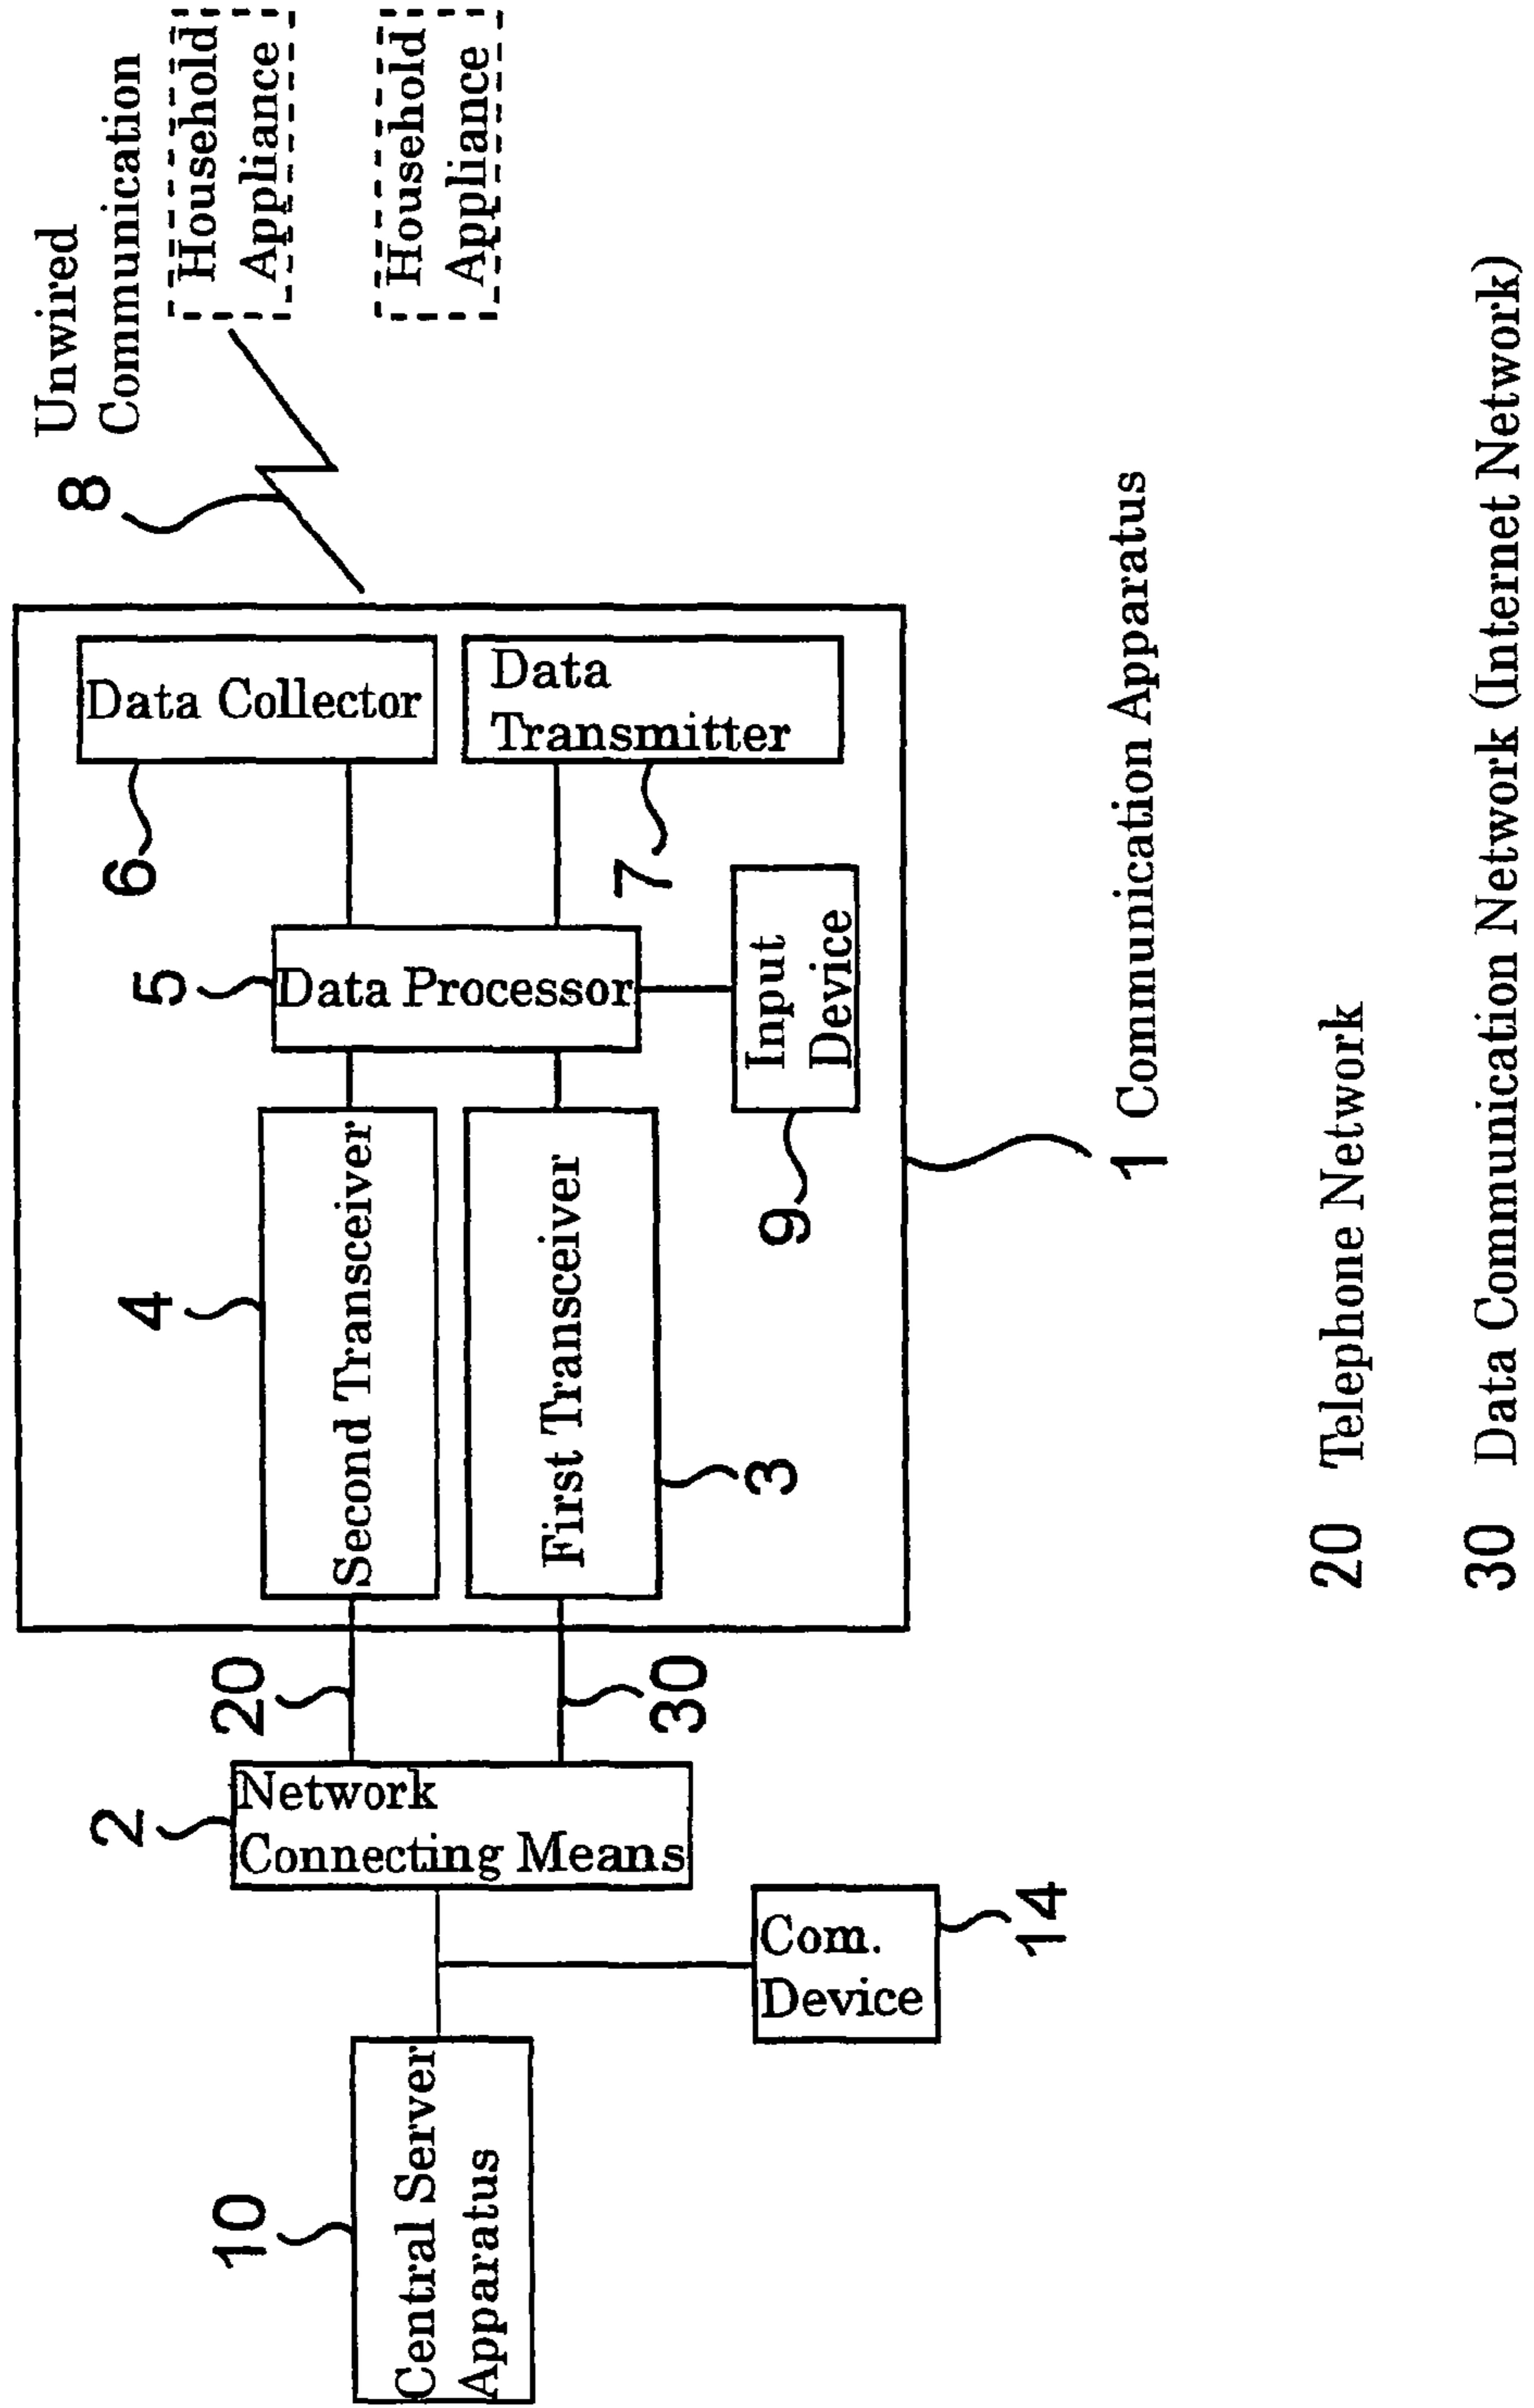 Unwired
Communication
8
Household
Appliance
Household
Appliance
Data Collector
6
Data
Transmitter
7
5
Data Processor
Input
Device
9
4
Second Transceiver
First Transceiver
3
1 Communication Apparatus
20
30
2
Network
Connecting Means
Com.
Device
14
10
Central Server
Apparatus
20 Telephone Network
30 Data Communication Network (Internet Network)